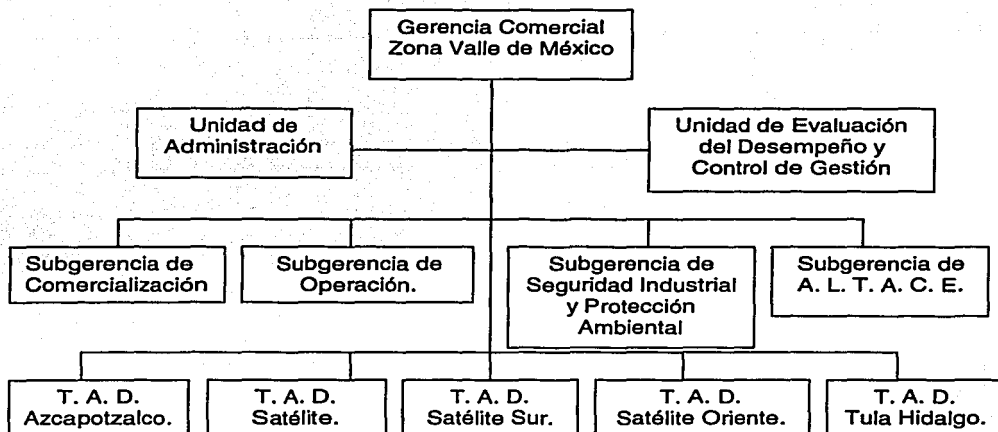 Gerencia Comercial
Zona Valle de México
Unidad de
Administración
Unidad de Evaluación
del Desempeño y
Control de Gestión
Subgerencia de
Comercialización
Subgerencia de
Operación.
Subgerencia de
Seguridad Industrial
y Protección
Ambiental
Subgerencia de
A. L. T. A. C. E.
T. A. D.
Azcapotzalco.
T. A. D.
Satélite.
T. A. D.
Satélite Sur.
T. A. D.
Satélite Oriente.
T. A. D.
Tula Hidalgo.